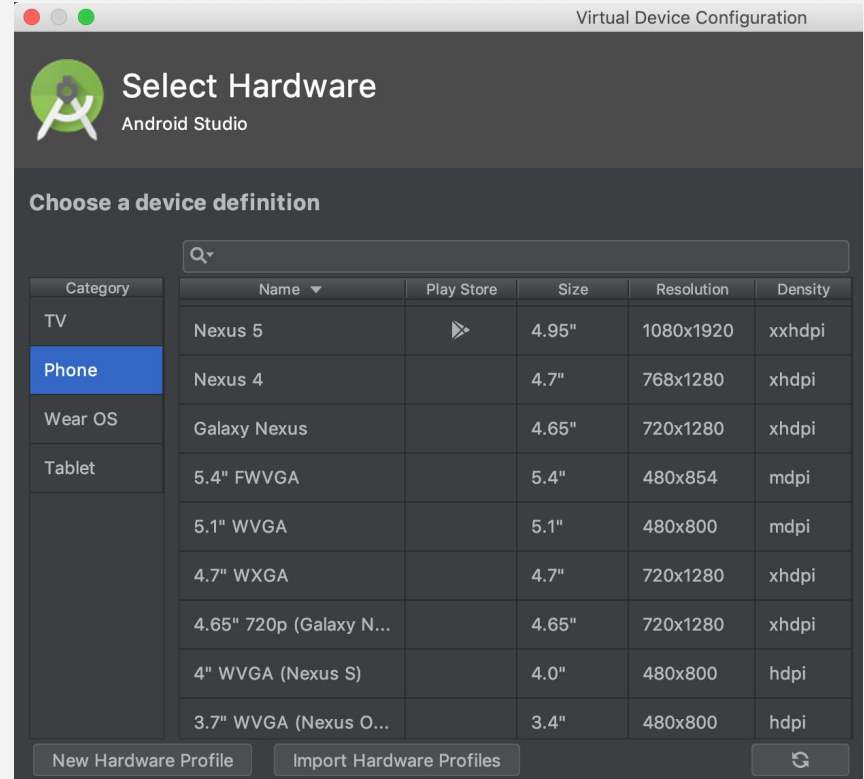 Virtual Device Configuration
Select Hardware
Android Studio
Choose a device definition
Category Name Play Store Size Resolution Density
TV
Phone
Wear OS
Tablet
Nexus 5 4.95" 1080x1920 xxhdpi
Nexus 4 4.7" 768x1280 xhdpi
Galaxy Nexus 4.65" 720x1280 xhdpi
5.4" FWVGA 5.4" 480x854 mdpi
5.1" WVGA 5.1" 480x800 mdpi
4.7" WXGA 4.7" 720x1280 xhdpi
4.65" 720p (Galaxy N... 4.65" 720x1280 xhdpi
4" WVGA (Nexus S) 4.0" 480x800 hdpi
3.7" WVGA (Nexus O... 3.4" 480x800 hdpi
New Hardware Profile Import Hardware Profiles